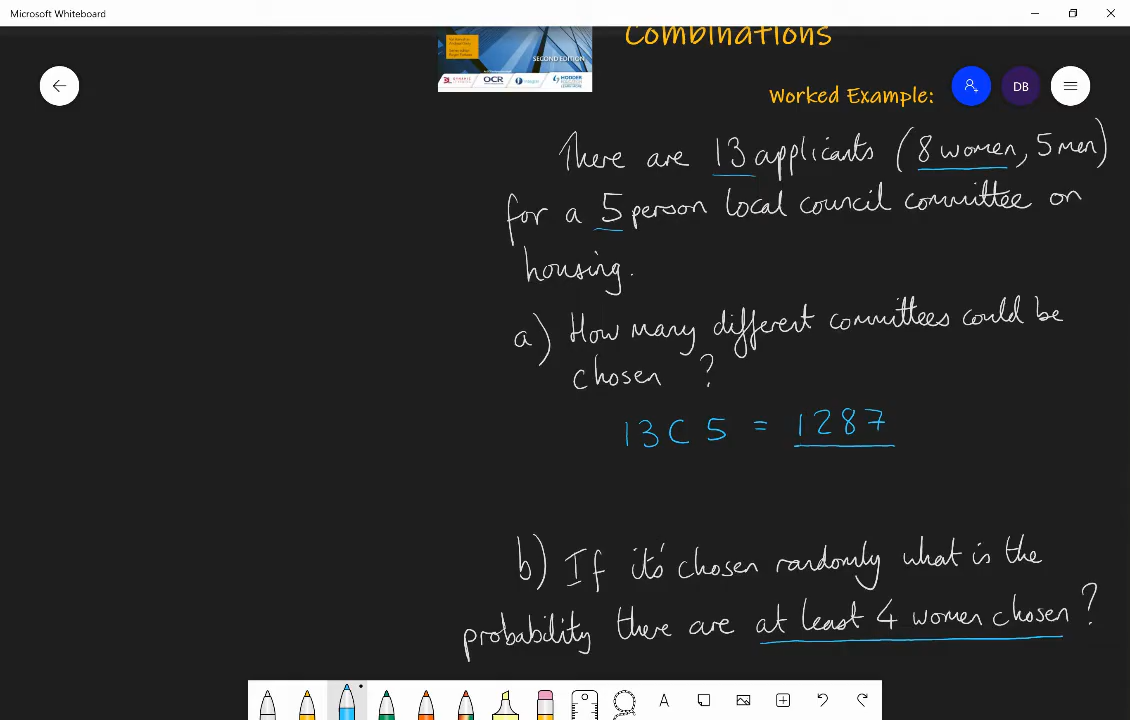 Microsoft Whiteboard
Combinations
SECOND EDITION
OCR
HODDER
Worked Example:
DB
There are 13 applicants (8 women, 5 men)
for a 5 person local council committee on
housing.
a) How many different committees could be
chosen ?
13C5 = 1287
b) If it's chosen randomly what is the
probability there are at least 4 women chosen?
A